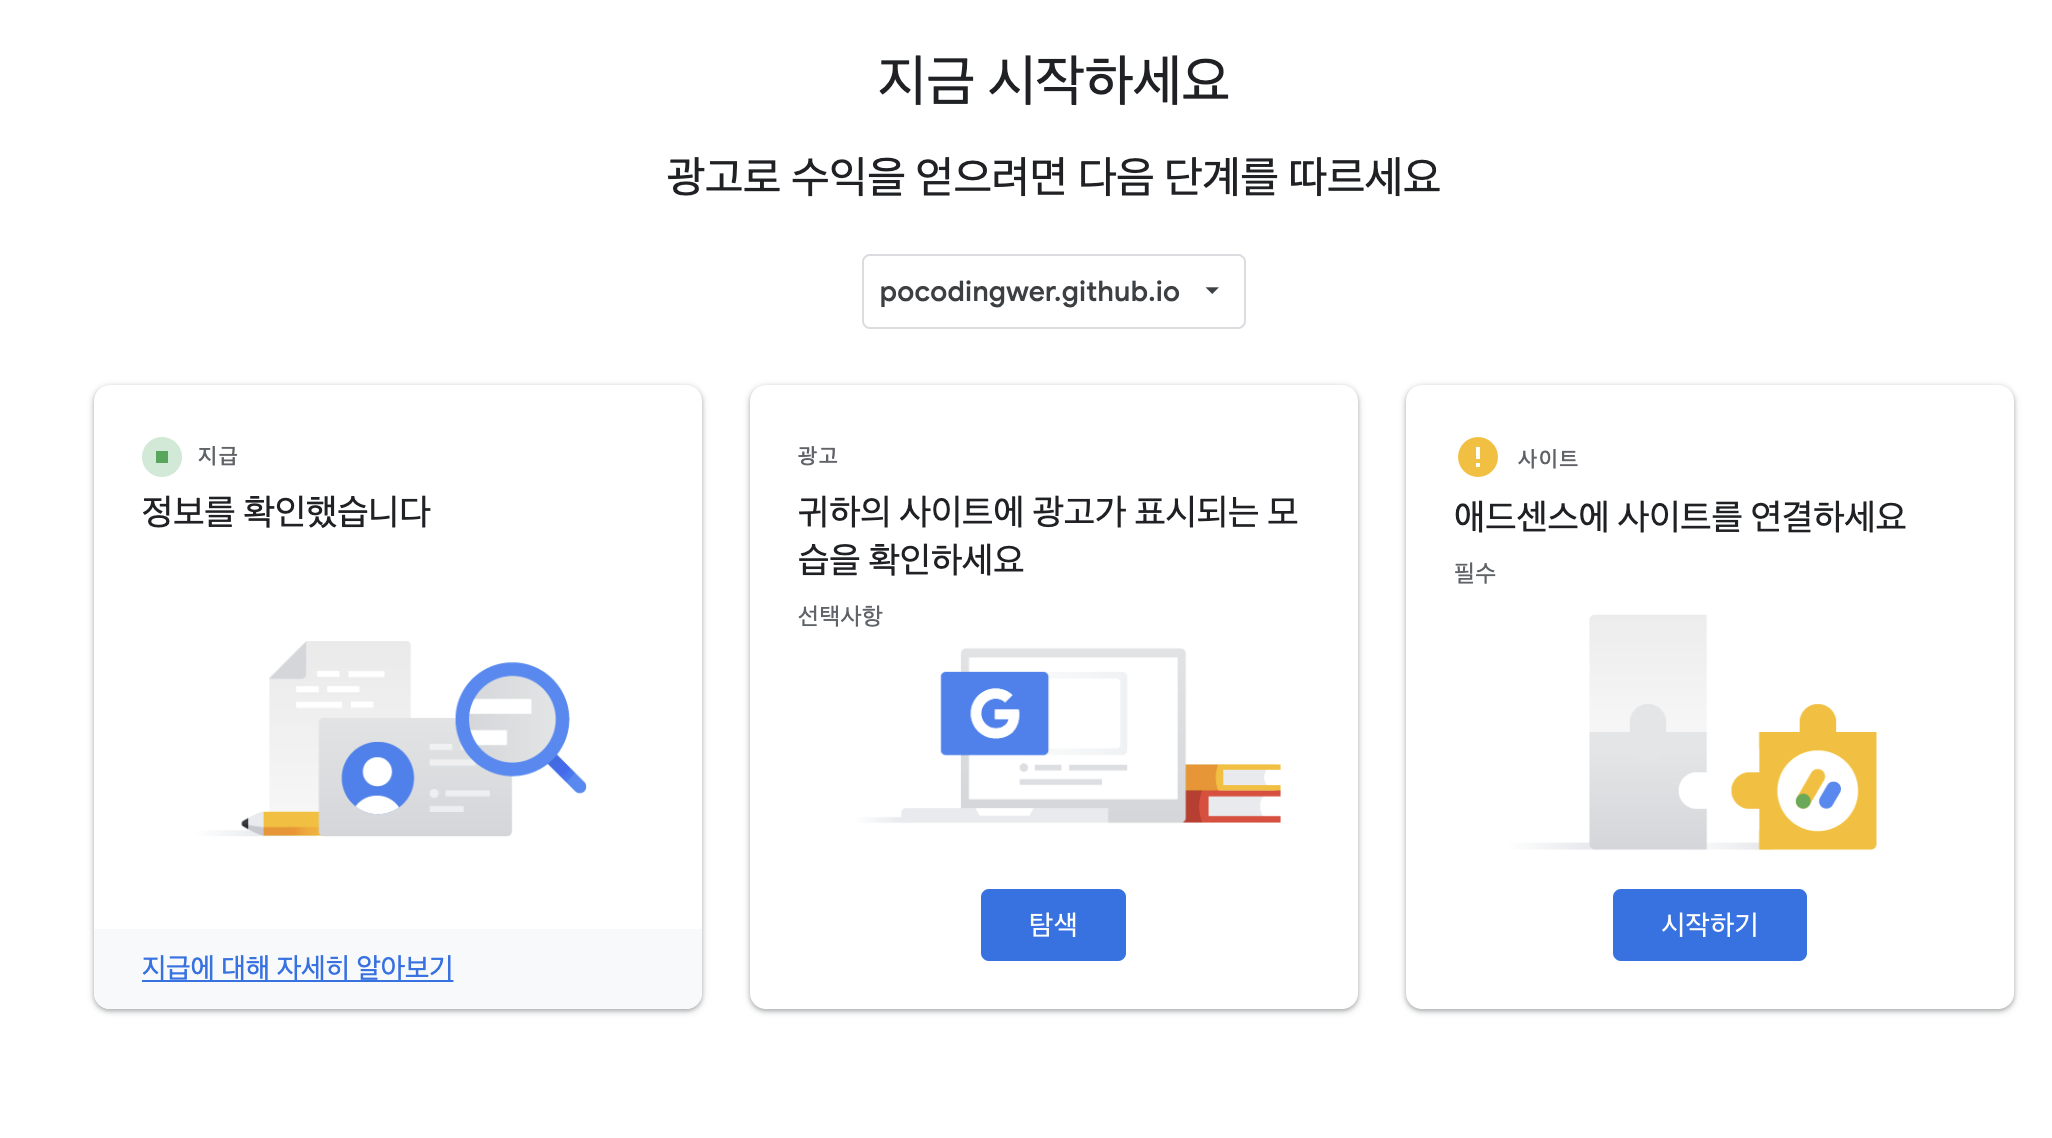 지금 시작하세요
광고로 수익을 얻으려면 다음 단계를 따르세요
pocodingwer.github.io
지급
정보를 확인했습니다
지급에 대해 자세히 알아보기
광고
귀하의 사이트에 광고가 표시되는 모
습을 확인하세요
선택사항
G
탐색
!
사이트
애드센스에 사이트를 연결하세요
필수
시작하기